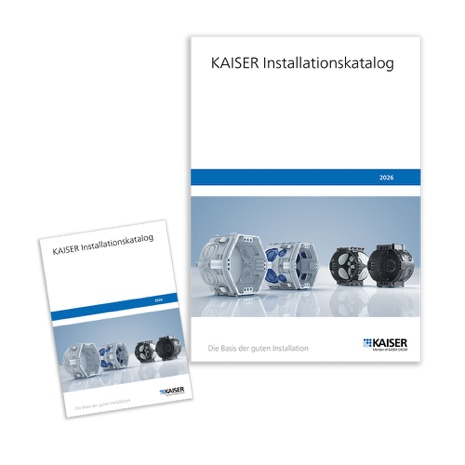 KAISER Installationskatalog
2026
Die Basis der guten Installation
KAISER
KAISER Installationskatalog
2026
Die Basis der guten Installation
KAISER